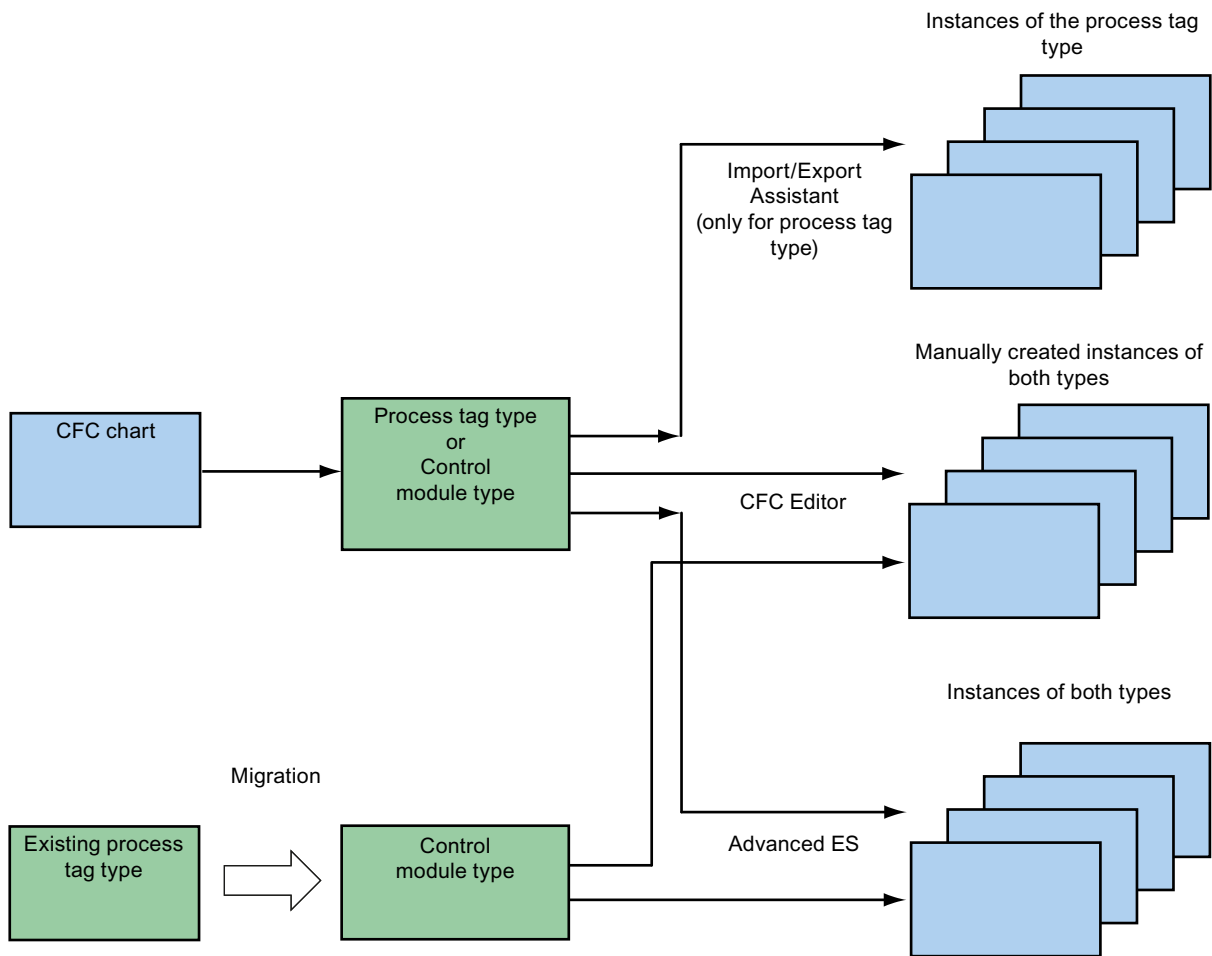 Instances of the process tag
type
Import/Export
Assistant
(only for process tag
type)
Manually created instances of
both types
CFC chart
Process tag type
or
Control
module type
CFC Editor
Instances of both types
Migration
Existing process
tag type
Control
module type
Advanced ES